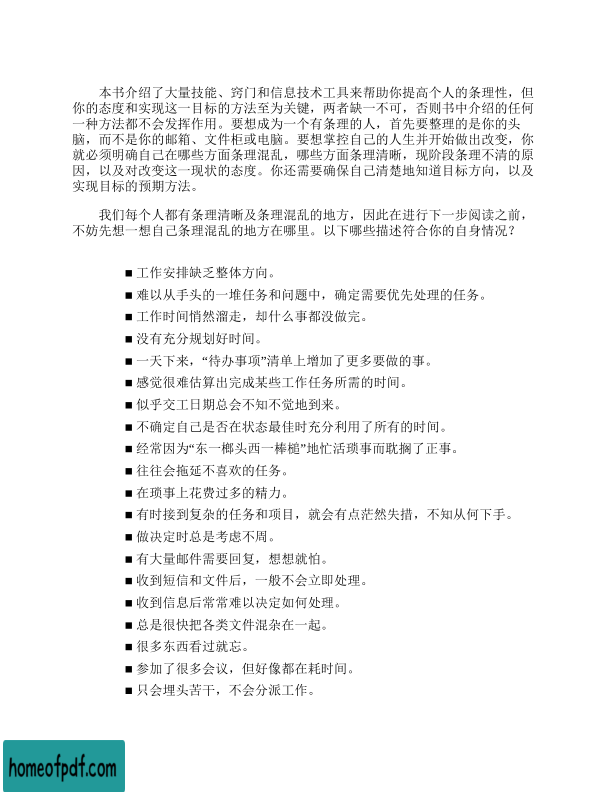 本书介绍了大量技能、窍门和信息技术工具来帮助你提高个人的条理性，但
你的态度和实现这一目标的方法至为关键，两者缺一不可，否则书中介绍的任何
一种方法都不会发挥作用。要想成为一个有条理的人，首先要整理的是你的头
脑，而不是你的邮箱、文件柜或电脑。要想掌控自己的人生并开始做出改变，你
就必须明确自己在哪些方面条理混乱，哪些方面条理清晰，现阶段条理不清的原
因，以及对改变这一现状的态度。你还需要确保自己清楚地知道目标方向，以及
实现目标的预期方法。
我们每个人都有条理清晰及条理混乱的地方，因此在进行下一步阅读之前，
不妨先想一想自己条理混乱的地方在哪里。以下哪些描述符合你的自身情况？
■ 工作安排缺乏整体方向。
■ 难以从手头的一堆任务和问题中，确定需要优先处理的任务。
■ 工作时间悄然溜走，却什么事都没做完。
■ 没有充分规划好时间。
■ 一天下来，“待办事项”清单上增加了更多要做的事。
■ 感觉很难估算出完成某些工作任务所需的时间。
■ 似乎交工日期总会不知不觉地到来。
■ 不确定自己是否在状态最佳时充分利用了所有的时间。
■ 经常因为“东一榔头西一棒槌”地忙活琐事而耽搁了正事。
■ 往往会拖延不喜欢的任务。
■ 在琐事上花费过多的精力。
■ 有时接到复杂的任务和项目，就会有点茫然失措，不知从何下手。
■ 做决定时总是考虑不周。
■ 有大量邮件需要回复，想想就怕。
■ 收到短信和文件后，一般不会立即处理。
■ 收到信息后常常难以决定如何处理。
■ 总是很快把各类文件混杂在一起。
■ 很多东西看过就忘。
■ 参加了很多会议，但好像都在耗时间。
■ 只会埋头苦干，不会分派工作。
homeofpdf.com